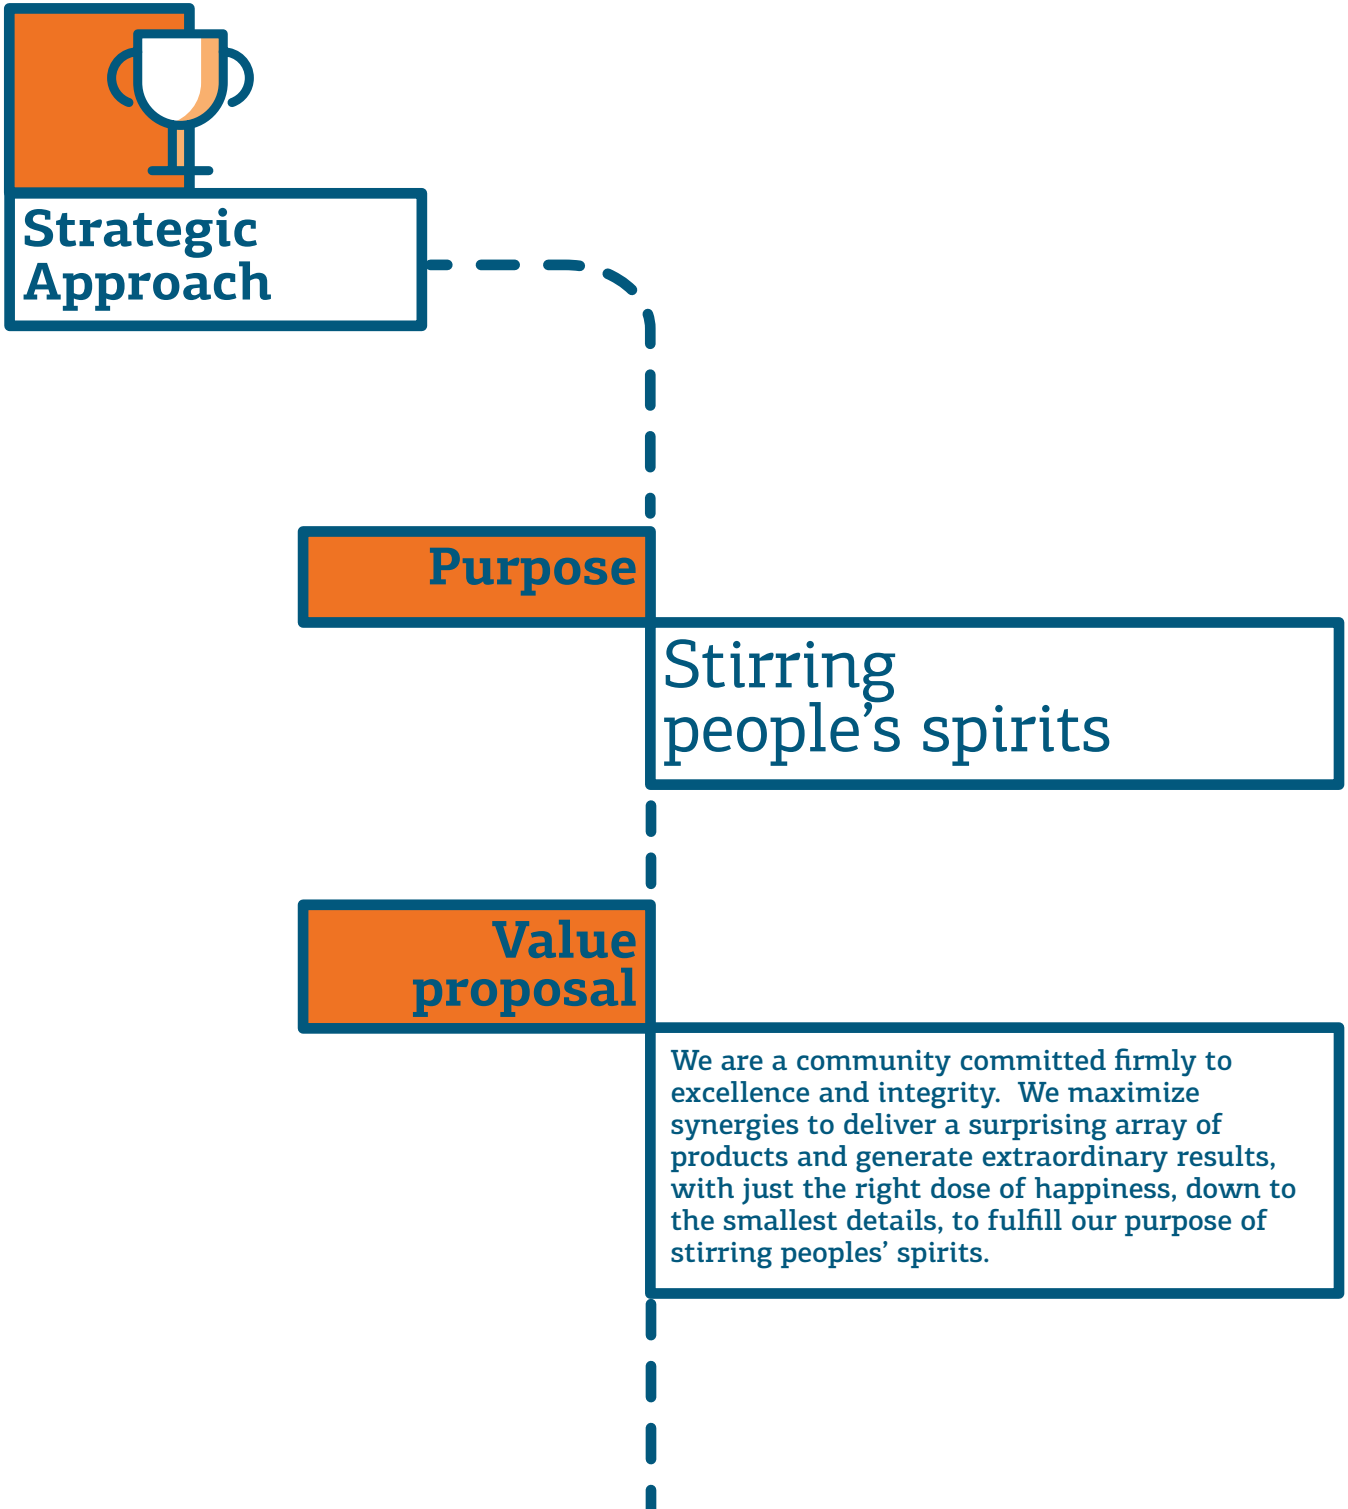 Strategic
Approach
Purpose
Stirring
people’s spirits
Value
proposal
We are a community committed firmly to
excellence and integrity.  We maximize
synergies to deliver a surprising array of
products and generate extraordinary results,
with just the right dose of happiness, down to
the smallest details, to fulfill our purpose of
stirring peoples’ spirits.